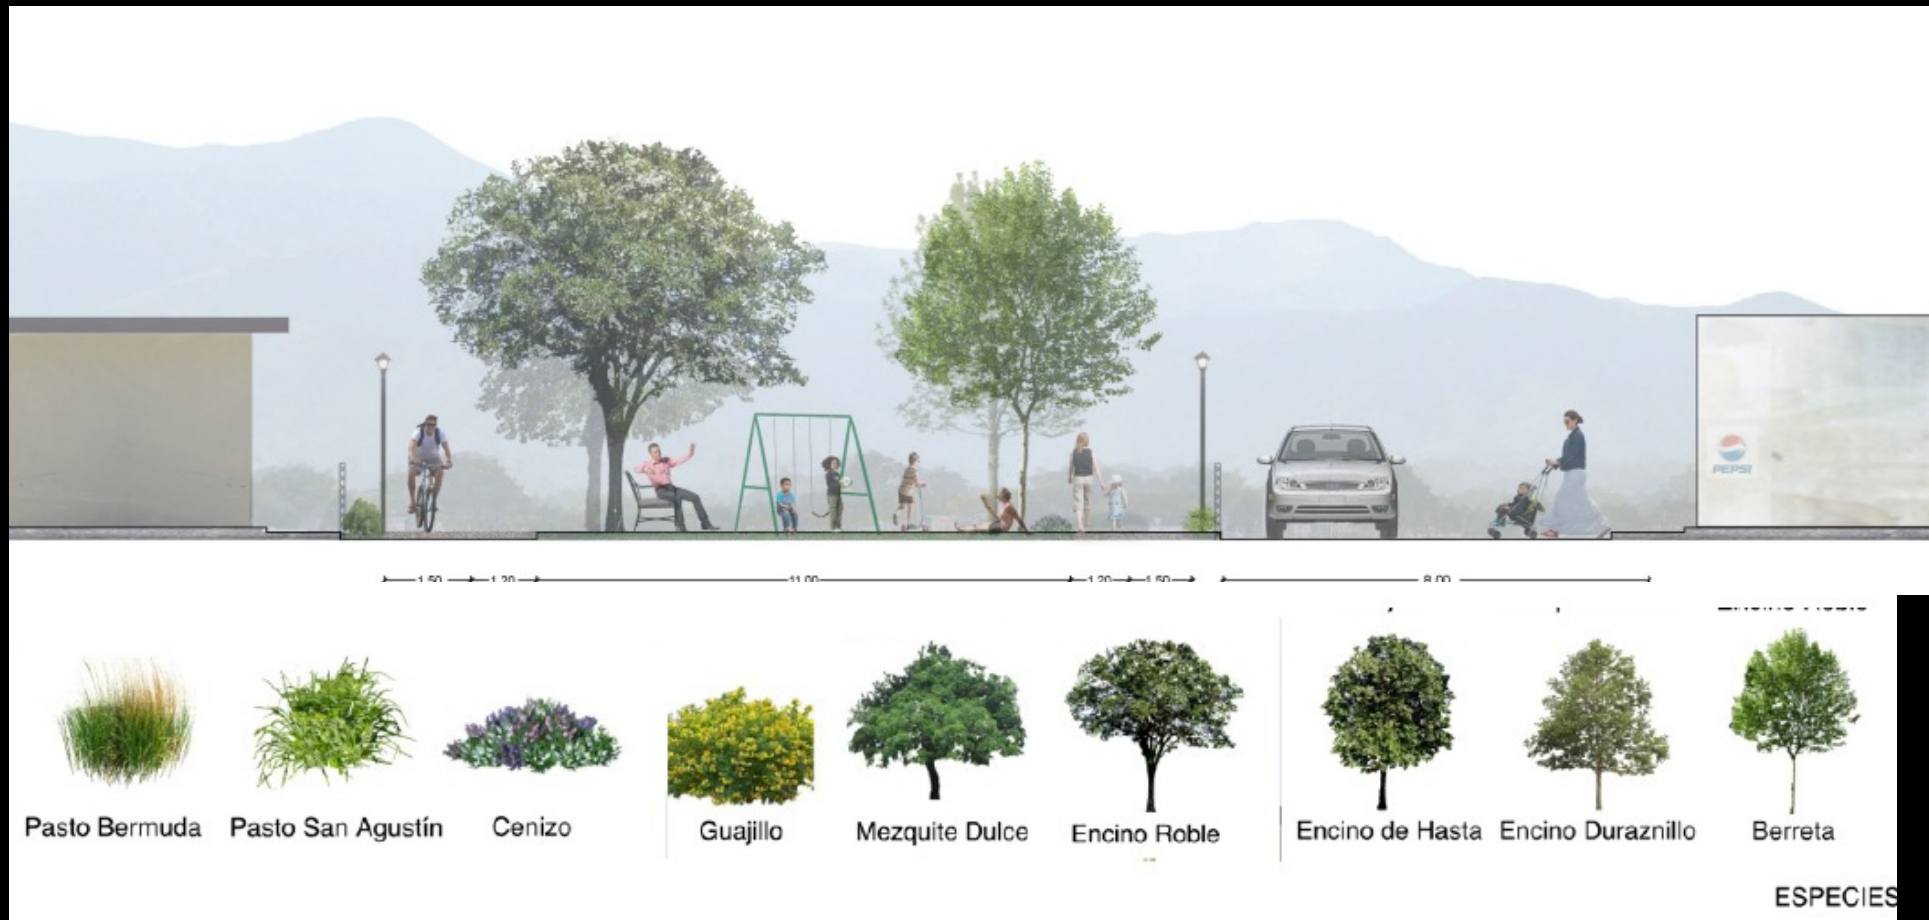 PEPSI
1.50
1.20
11.00
1.20
1.50
8.00
Pasto Bermuda
Pasto San Agustín
Cenizo
Guajillo
Mezquite Dulce
Encino Roble
Encino de Hasta
Encino Duraznillo
Berreta
ESPECIES